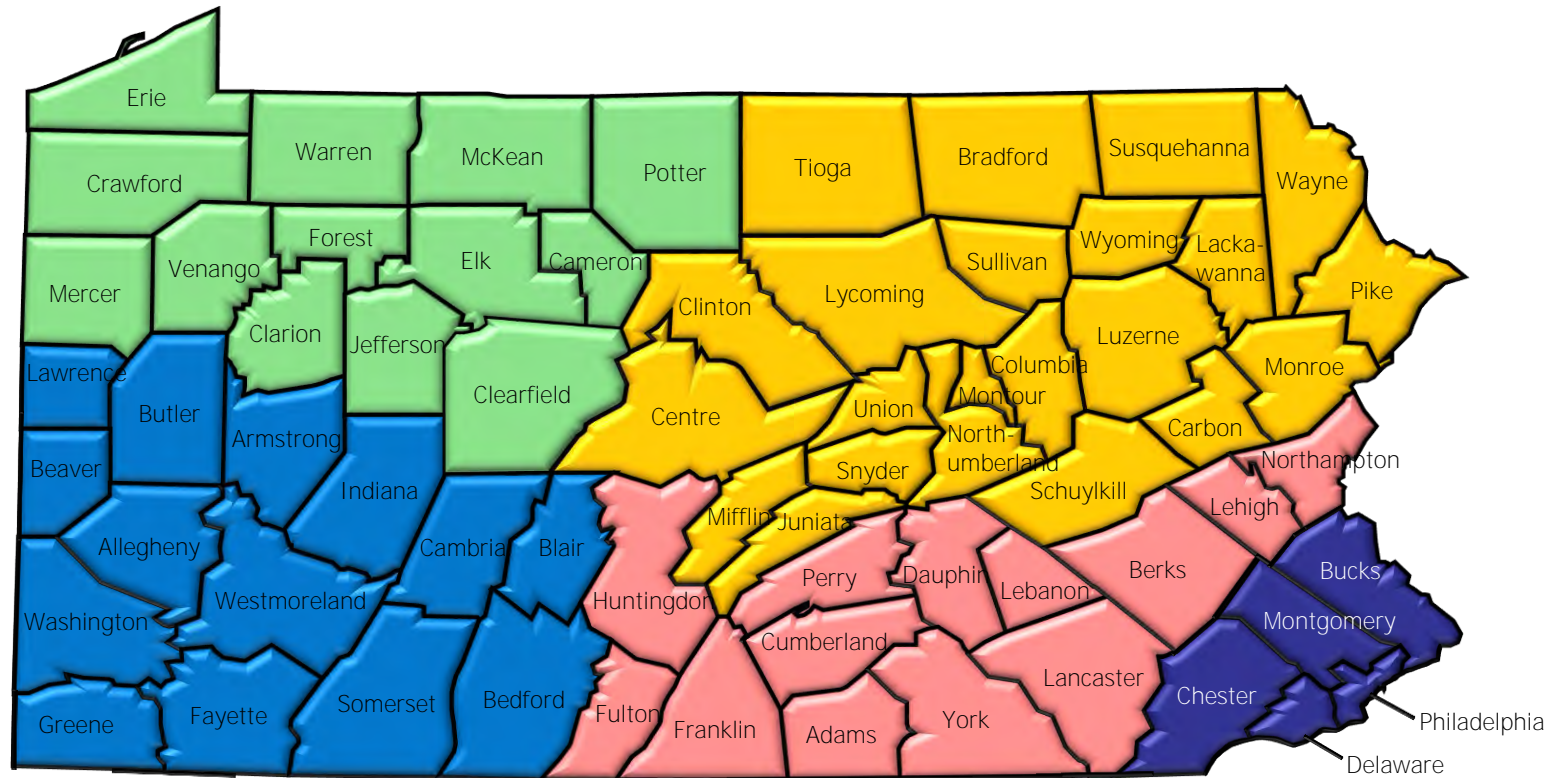 Erie
Warren
McKean
Potter
Tioga
Bradford
Susquehanna
Wayne
Crawford
Forest
Venango
Elk
Cameron
Sullivan
Wyoming
Lacka-
wanna
Pike
Mercer
Clarion
Jefferson
Clinton
Lycoming
Luzerne
Columbia
Monroe
Lawrence
Butler
Clearfield
Centre
Union
Montour
Carbon
Armstrong
North-
umberland
Beaver
Indiana
Snyder
Schuylkill
Northampton
Lehigh
Allegheny
Cambria
Blair
Mifflin
Juniata
Perry
Dauphin
Lebanon
Berks
Bucks
Washington
Westmoreland
Huntingdon
Cumberland
Montgomery
Greene
Fayette
Somerset
Bedford
Fulton
Franklin
Adams
York
Lancaster
Chester
Philadelphia
Delaware